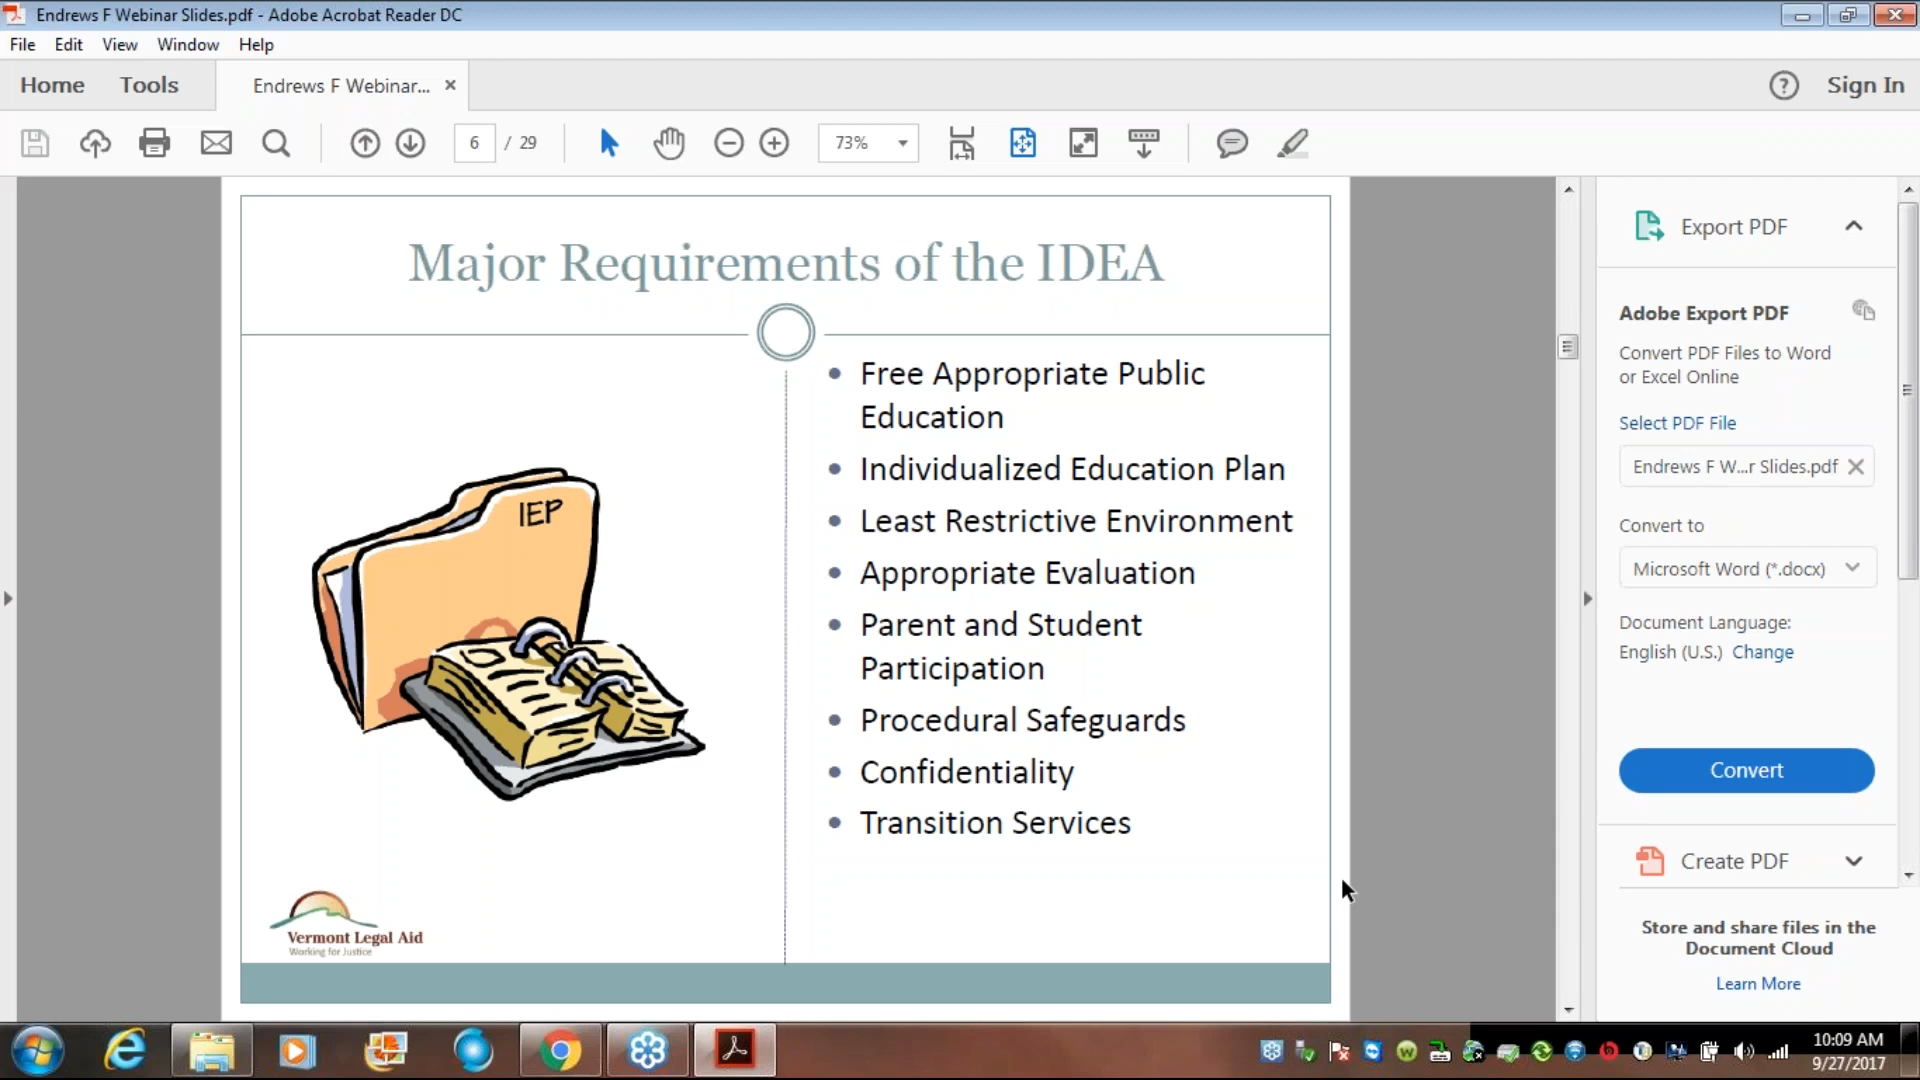 Endrews F Webinar Slides.pdf - Adobe Acrobat Reader DC
File Edit View Window Help
Home Tools Endrews F Webinar... × Sign In
6 / 29 73%
Major Requirements of the IDEA
IEP
• Free Appropriate Public
Education
• Individualized Education Plan
• Least Restrictive Environment
• Appropriate Evaluation
• Parent and Student
Participation
• Procedural Safeguards
• Confidentiality
• Transition Services
Vermont Legal Aid
Working for Justice
Export PDF
Adobe Export PDF
Convert PDF Files to Word
or Excel Online
Select PDF File
Endrews F W...r Slides.pdf
Convert to
Microsoft Word (*.docx)
Document Language:
English (U.S.) Change
Convert
Create PDF
Store and share files in the
Document Cloud
Learn More
10:09 AM
9/27/2017